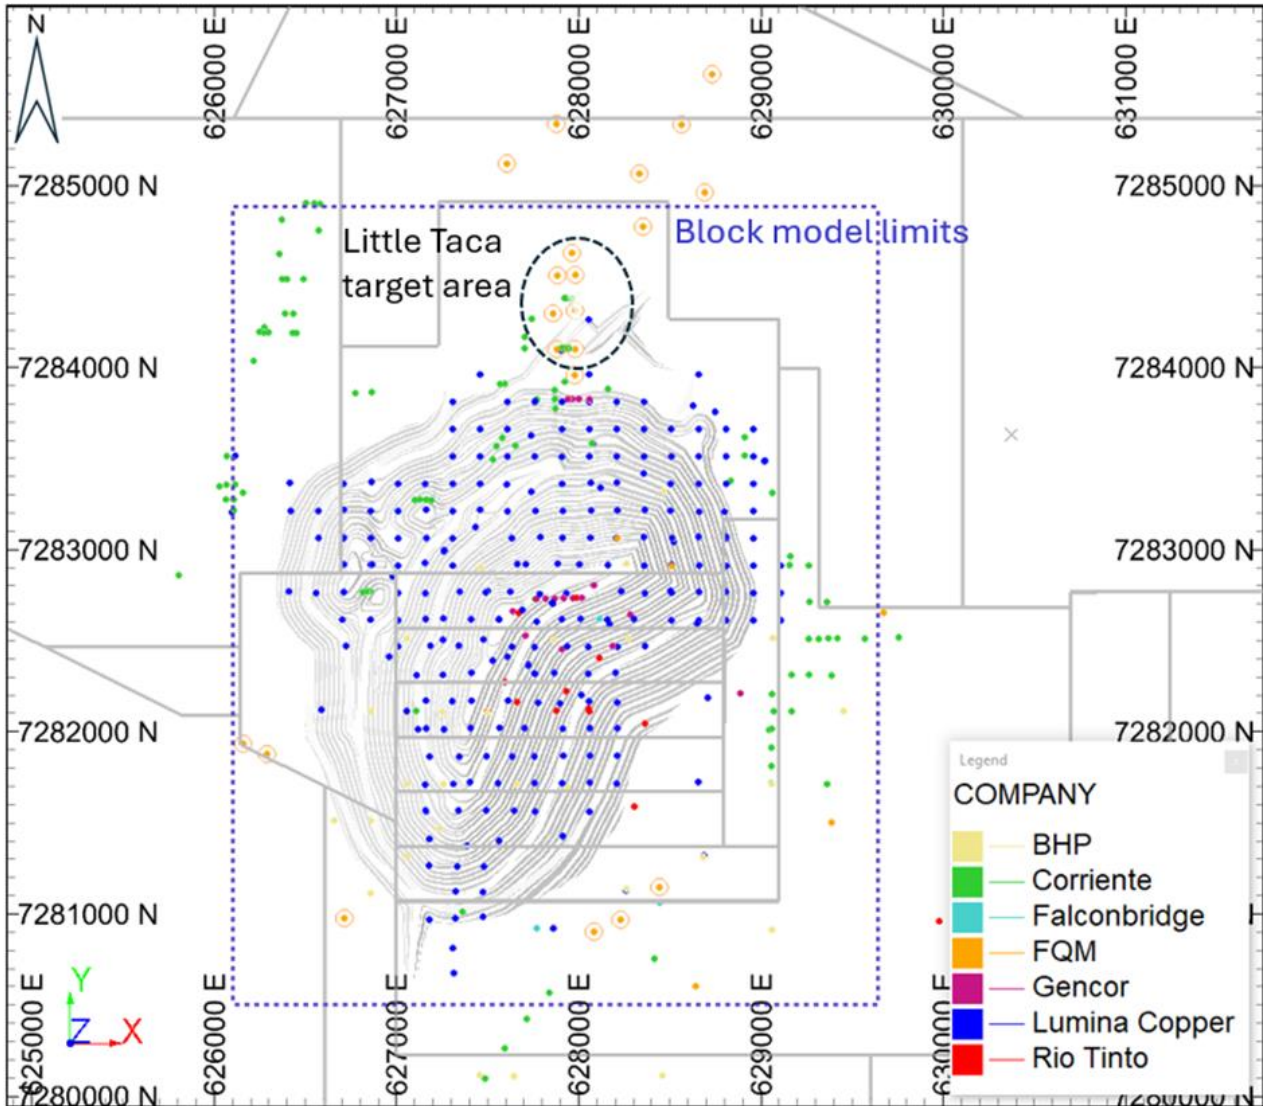 N
626000 E
627000 E
628000 E
629000 E
630000 E
631000 E
7285000 N
7285000 N
Little Taca
target area
Block model limits
7284000 N
7284000 N
7283000 N
7283000 N
7282000 N
7282000 N
Legend
COMPANY
BHP
Corriente
Falconbridge
FQM
Gencor
Lumina Copper
Rio Tinto
7281000 N
Y
Z
X
625000 E
626000 E
627000 E
628000 E
629000 E
7280000 N